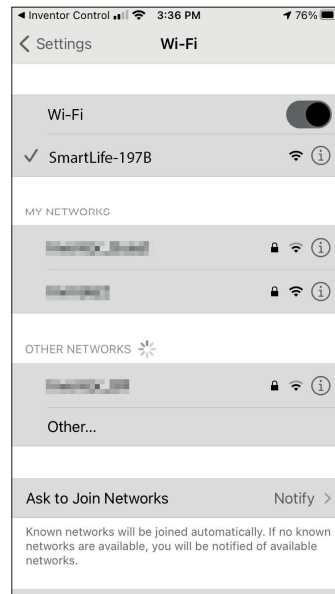 Inventor Control 3:36 PM 76%
Settings Wi-Fi
Wi-Fi
SmartLife-197B
MY NETWORKS
OTHER NETWORKS
Other...
Ask to Join Networks Notify
Known networks will be joined automatically. If no known
networks are available, you will be notified of available
networks.